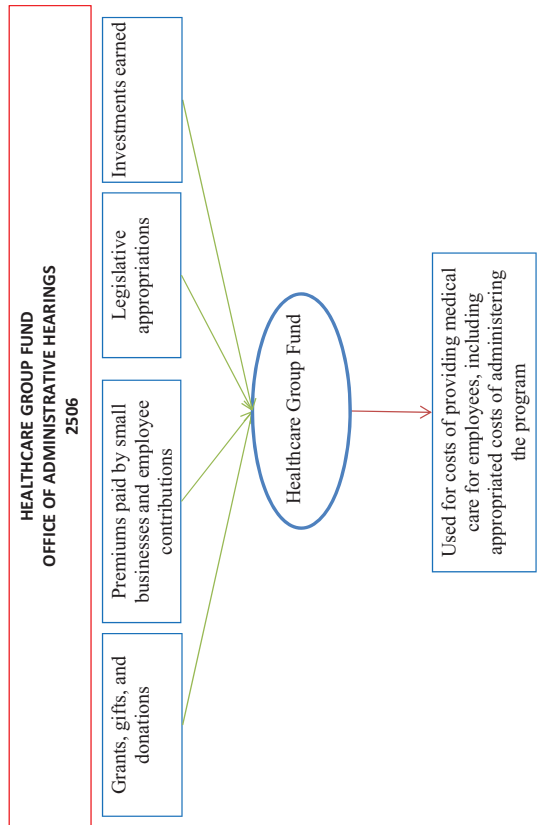 HEALTHCARE GROUP FUND
OFFICE OF ADMINISTRATIVE HEARINGS
2506
Grants, gifts, and
donations
Premiums paid by small
businesses and employee
contributions
Legislative
appropriations
Investments earned
Healthcare Group Fund
Used for costs of providing medical
care for employees, including
appropriated costs of administering
the program